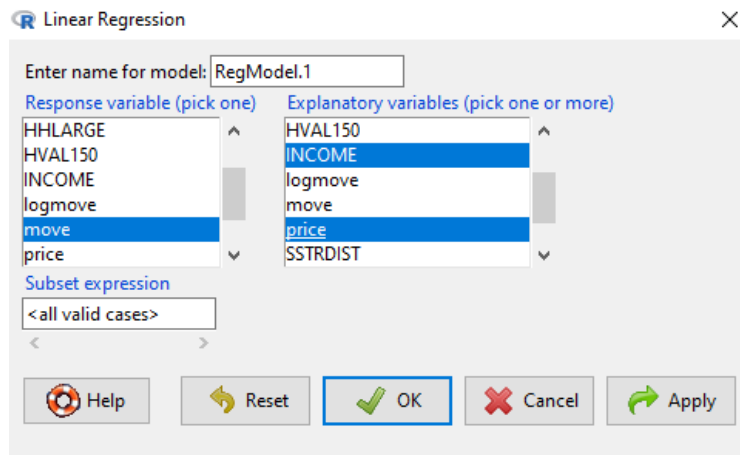 Linear Regression
Enter name for model: RegModel.1
Response variable (pick one) Explanatory variables (pick one or more)
HHLARGE HVAL150
HVAL150 INCOME
INCOME logmove
logmove move
move price
price SSTRDIST
Subset expression
<all valid cases>
Help Reset OK Cancel Apply